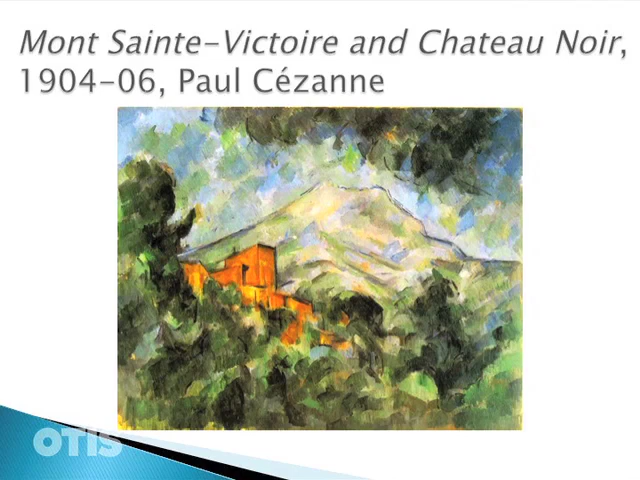 Mont Sainte-Victoire and Chateau Noir,
1904-06, Paul Cézanne
OTIS